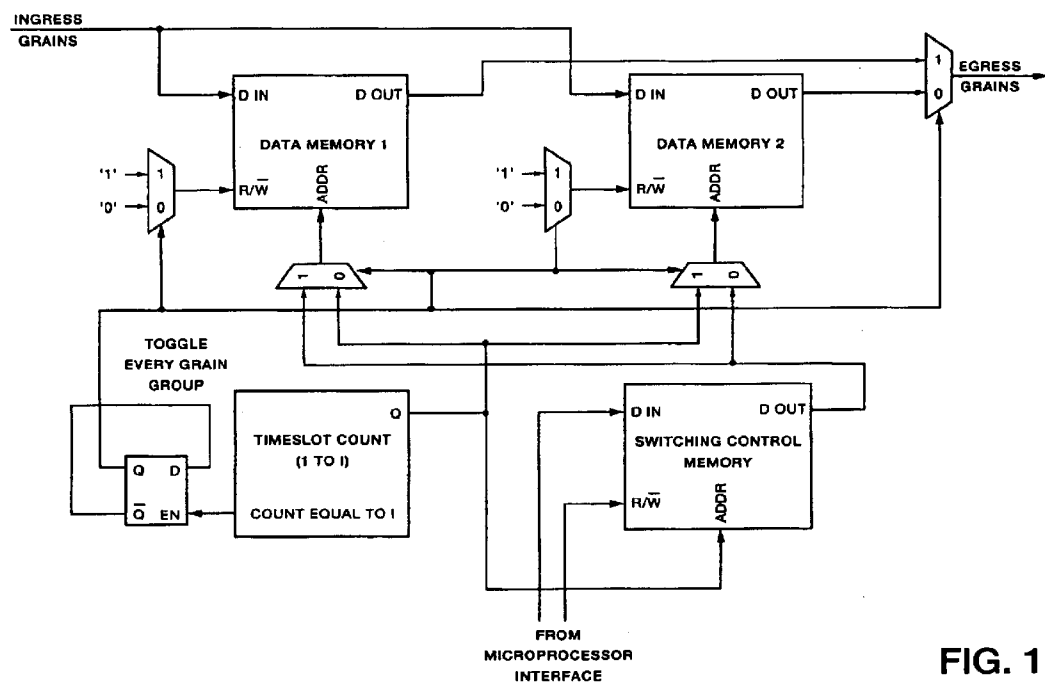 INGRESS
GRAINS
D IN
D OUT
DATA MEMORY 1
R/W̅
ADDR
'1'
1
'0'
0
D IN
D OUT
DATA MEMORY 2
R/W̅
ADDR
'1'
1
'0'
0
1
0
EGRESS
GRAINS
1
0
1
0
TOGGLE
EVERY GRAIN
GROUP
Q
D
Q̅
EN
Q
TIMESLOT COUNT
(1 TO I)
COUNT EQUAL TO I
D IN
D OUT
SWITCHING CONTROL
MEMORY
R/W̅
ADDR
FROM
MICROPROCESSOR
INTERFACE
FIG. 1